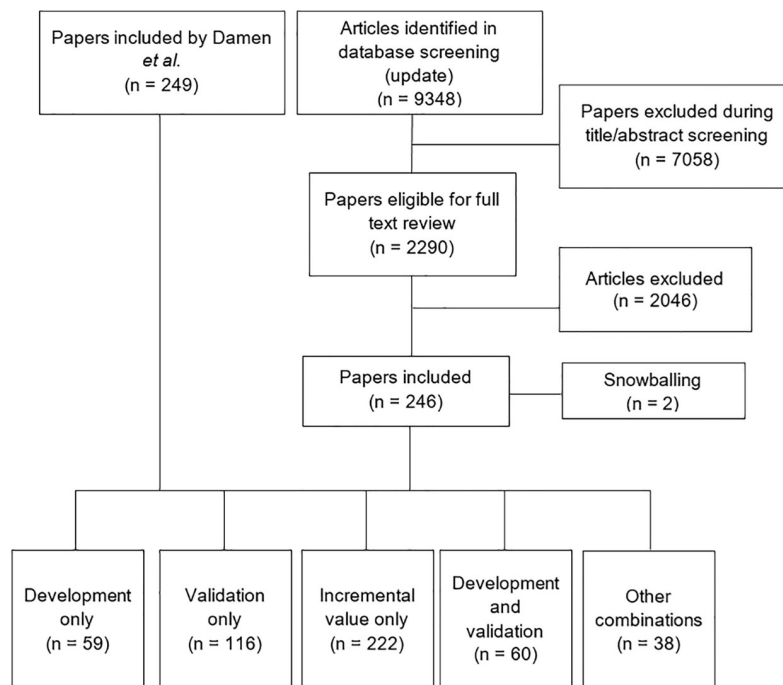 Papers included by Damen
et al.
(n = 249)
Articles identified in
database screening
(update)
(n = 9348)
Papers excluded during
title/abstract screening
(n = 7058)
Papers eligible for full
text review
(n = 2290)
Articles excluded
(n = 2046)
Papers included
(n = 246)
Snowballing
(n = 2)
Development
only
(n = 59)
Validation
only
(n = 116)
Incremental
value only
(n = 222)
Development
and
validation
n = 60)
Other
combinations
(n = 38)